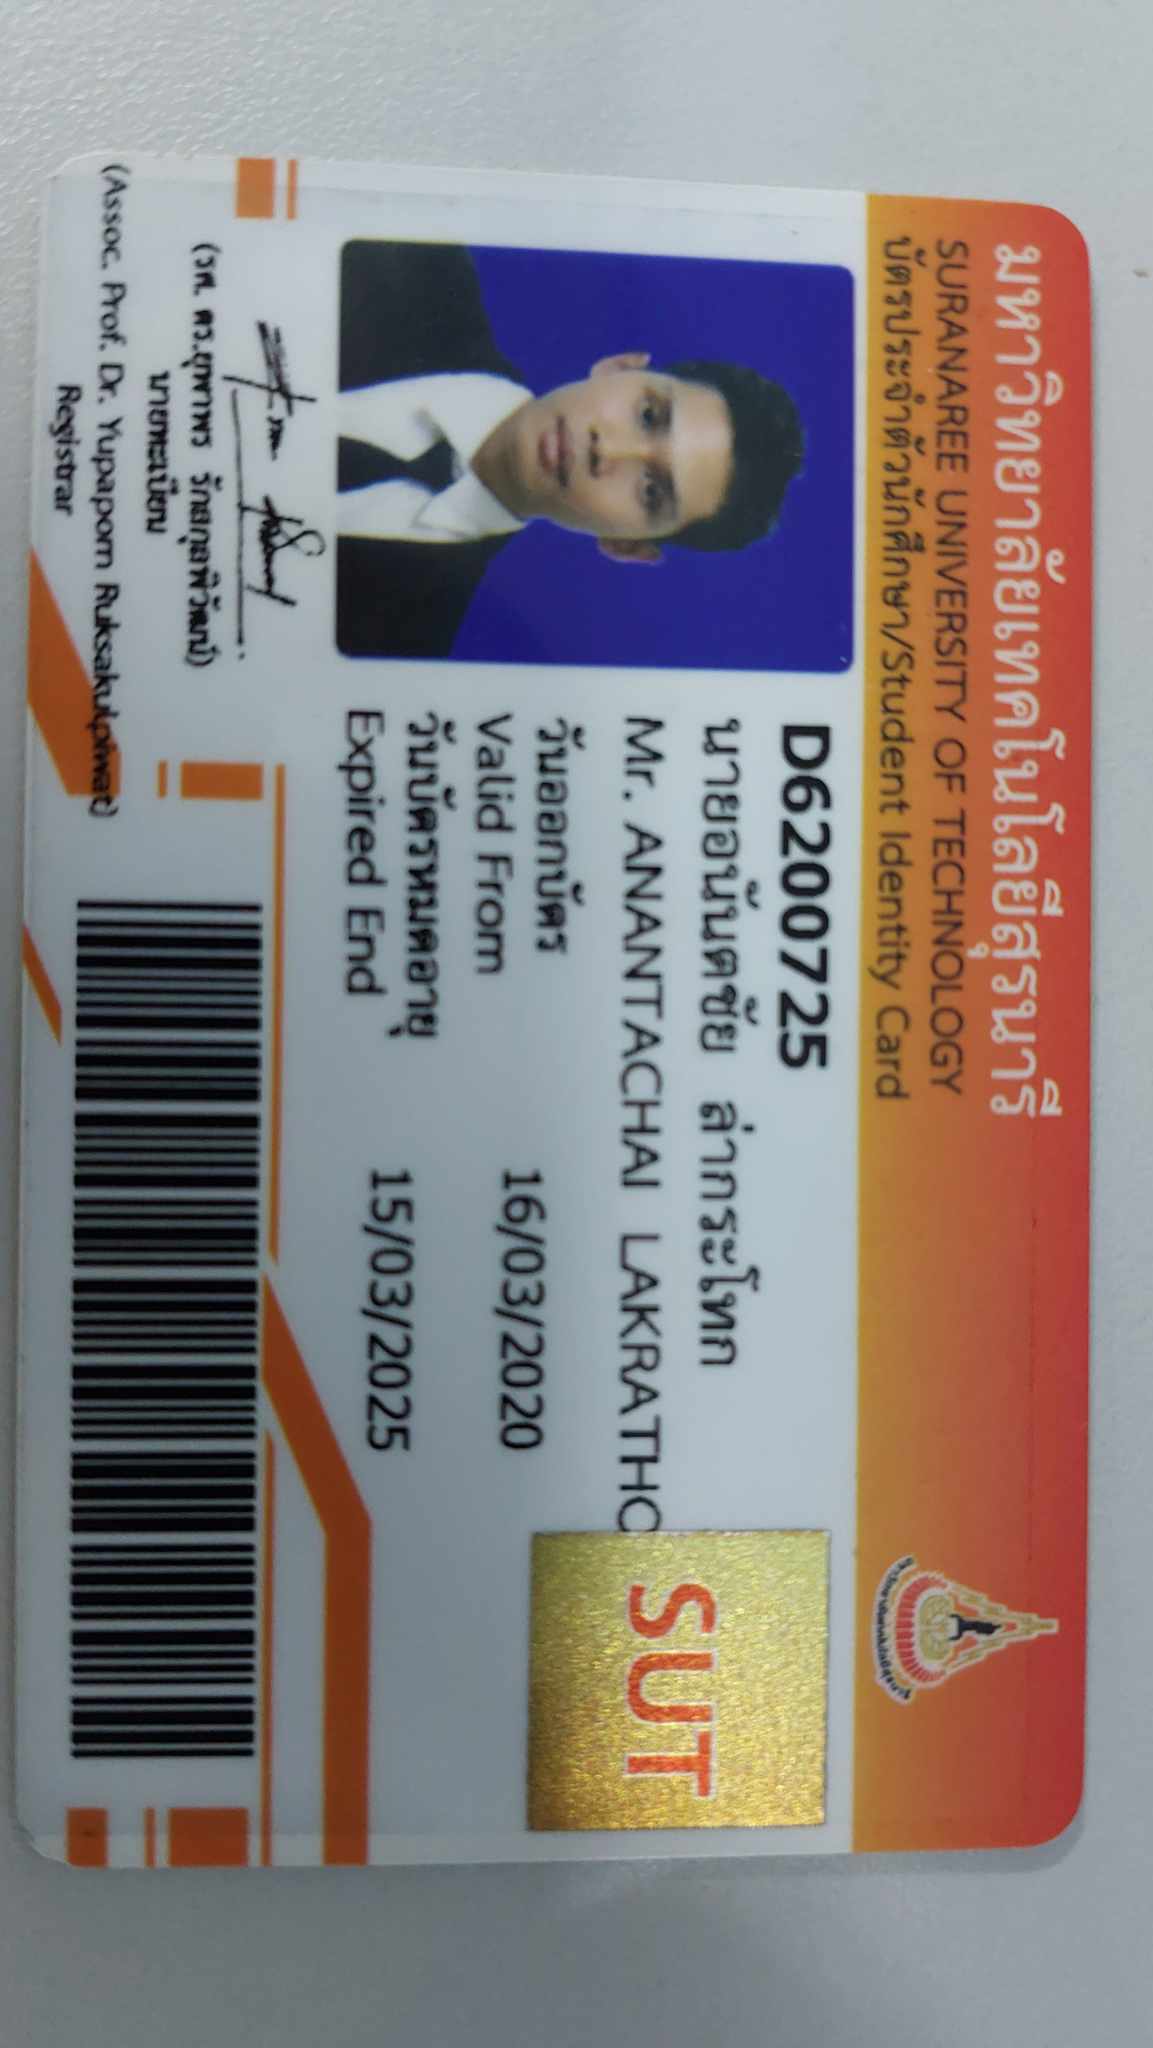 มหาวิทยาลัยเทคโนโลยีสุรนารี
SURANAREE UNIVERSITY OF TECHNOLOGY
บัตรประจำตัวนักศึกษา/Student Identity Card
D6200725
นายอนันตชัย ล่ากระโทก
Mr. ANANTACHAI LAKRATHO
SUT
วันออกบัตร
Valid From 16/03/2020
วันบัตรหมดอายุ
Expired End 15/03/2025
(รศ. ดร.ยุพาพร รักสกุลพิวัฒน์)
นายทะเบียน
(Assoc. Prof. Dr. Yupaporn Ruksakulpiwat)
Registrar